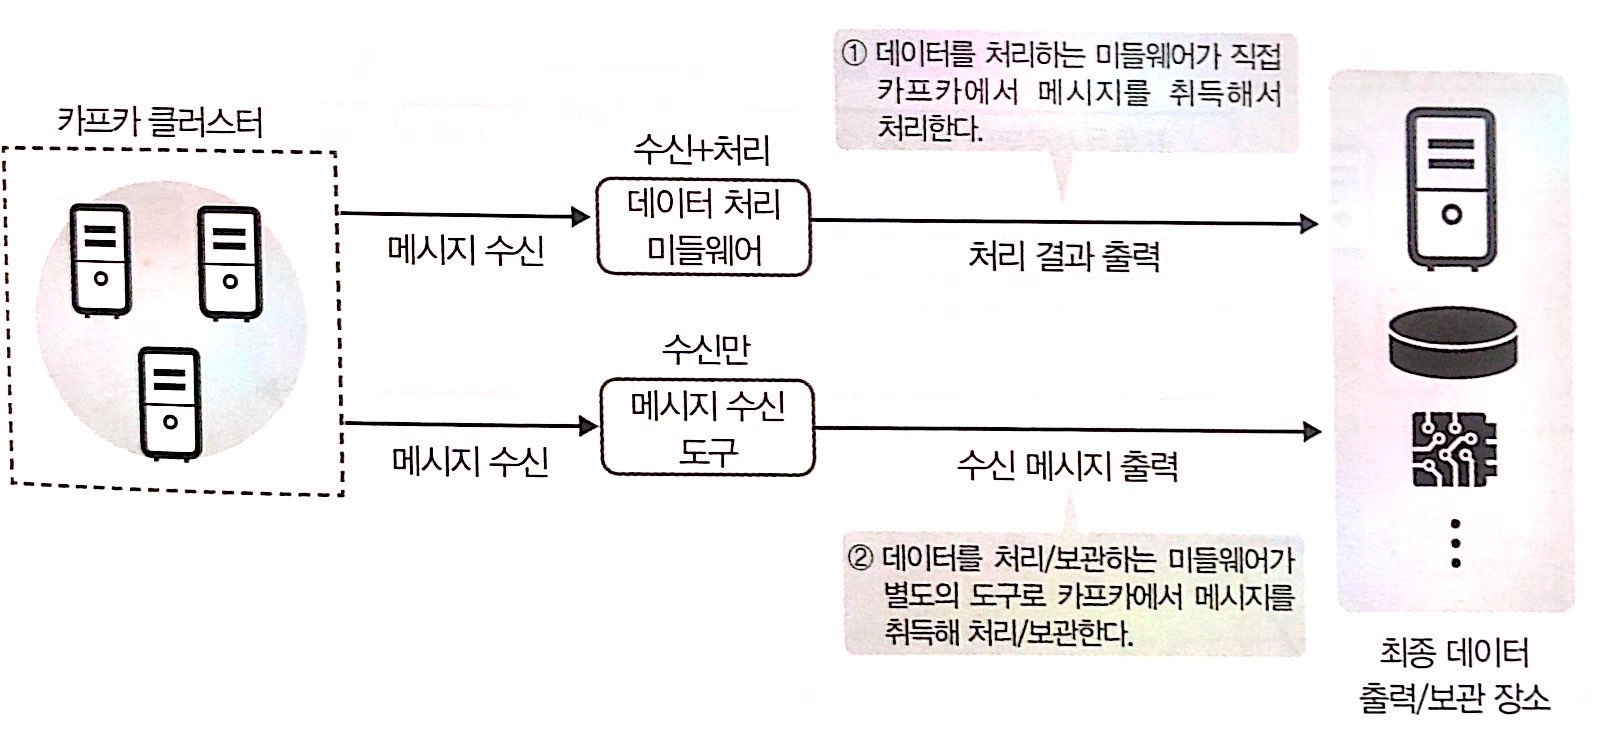 카프카 클러스터
메시지 수신
수신+처리
데이터 처리
미들웨어
처리 결과 출력
① 데이터를 처리하는 미들웨어가 직접
카프카에서 메시지를 취득해서
처리한다.
메시지 수신
수신만
메시지 수신
도구
수신 메시지 출력
② 데이터를 처리/보관하는 미들웨어가
별도의 도구로 카프카에서 메시지를
취득해 처리/보관한다.
최종 데이터
출력/보관 장소